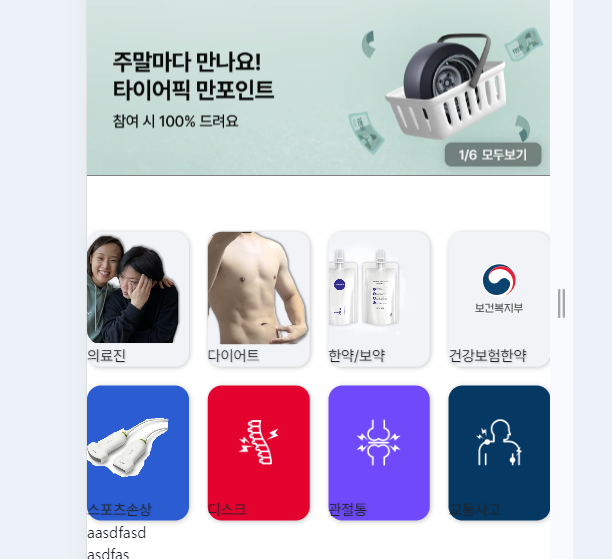 주말마다 만나요!
타이어픽 만포인트
참여 시 100% 드려요
1/6 모두보기
보건복지부
의료진
다이어트
한약/보약
건강보험한약
스포츠손상
디스크
관절통
교통사고
aasdfasd
asdfas